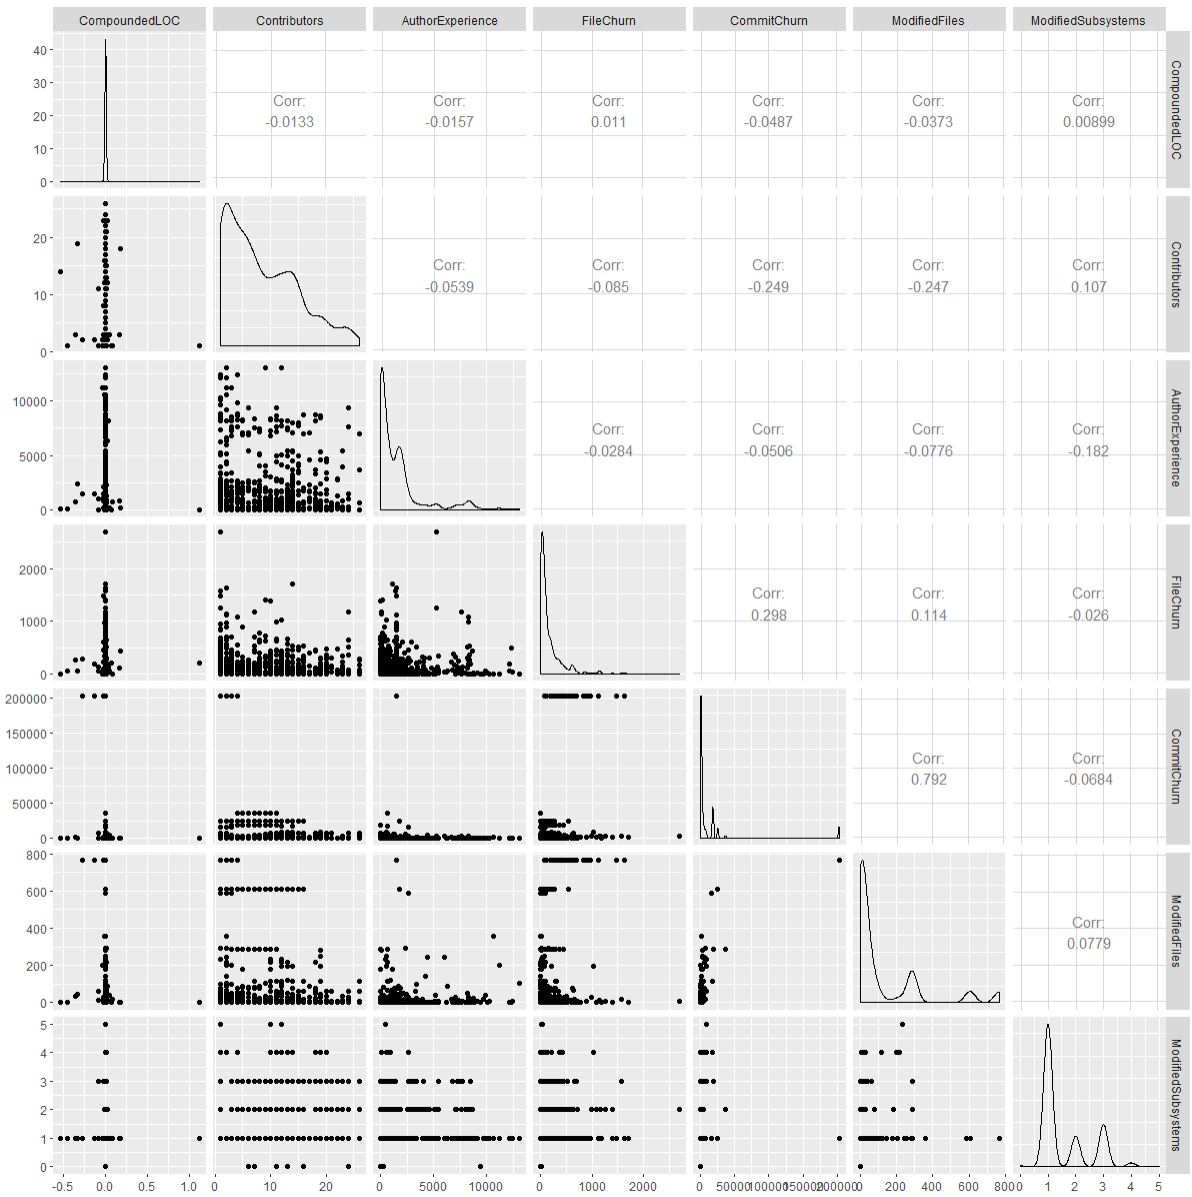 CompoundedLOC Contributors AuthorExperience FileChurn CommitChurn ModifiedFiles ModifiedSubsystems
40
30
20
10
0
Corr: Corr: Corr: Corr: Corr: Corr:
-0.0133 -0.0157 0.011 -0.0487 -0.0373 0.00899
CompoundedLOC
20
10
0
Corr: Corr: Corr: Corr: Corr:
-0.0539 -0.085 -0.249 -0.247 0.107
Contributors
10000
5000
0
Corr: Corr: Corr: Corr:
-0.0284 -0.0506 -0.0776 -0.182
AuthorExperience
2000
1000
0
Corr: Corr: Corr:
0.298 0.114 -0.026
FileChurn
200000
150000
100000
50000
0
Corr: Corr:
0.792 -0.0684
CommitChurn
800
600
400
200
0
Corr:
0.0779
ModifiedFiles
5
4
3
2
1
0
ModifiedSubsystems
-0.5 0.0 0.5 1.0 0 10 20 0 5000 10000 0 1000 2000 0 50000 100000 150000 200000 0 200 400 600 800 0 1 2 3 4 5